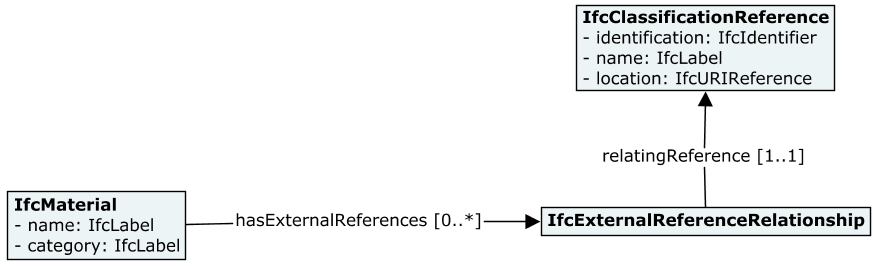 IfcClassificationReference
- identification: IfcIdentifier
- name: IfcLabel
- location: IfcURIReference
relatingReference [1..1]
IfcMaterial
- name: IfcLabel
- category: IfcLabel
hasExternalReferences [0..*]
IfcExternalReferenceRelationship